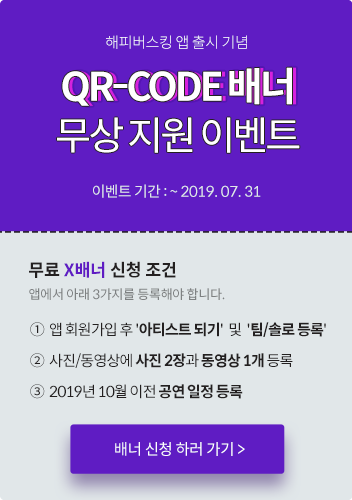 해피버스킹 앱 출시 기념
QR-CODE 배너
무상 지원 이벤트
이벤트 기간 : ~ 2019. 07. 31
무료 X배너 신청 조건
앱에서 아래 3가지를 등록해야 합니다.
① 앱 회원가입 후 '아티스트 되기' 및 '팀/솔로 등록'
② 사진/동영상에 사진 2장과 동영상 1개 등록
③ 2019년 10월 이전 공연 일정 등록
배너 신청 하러 가기 >